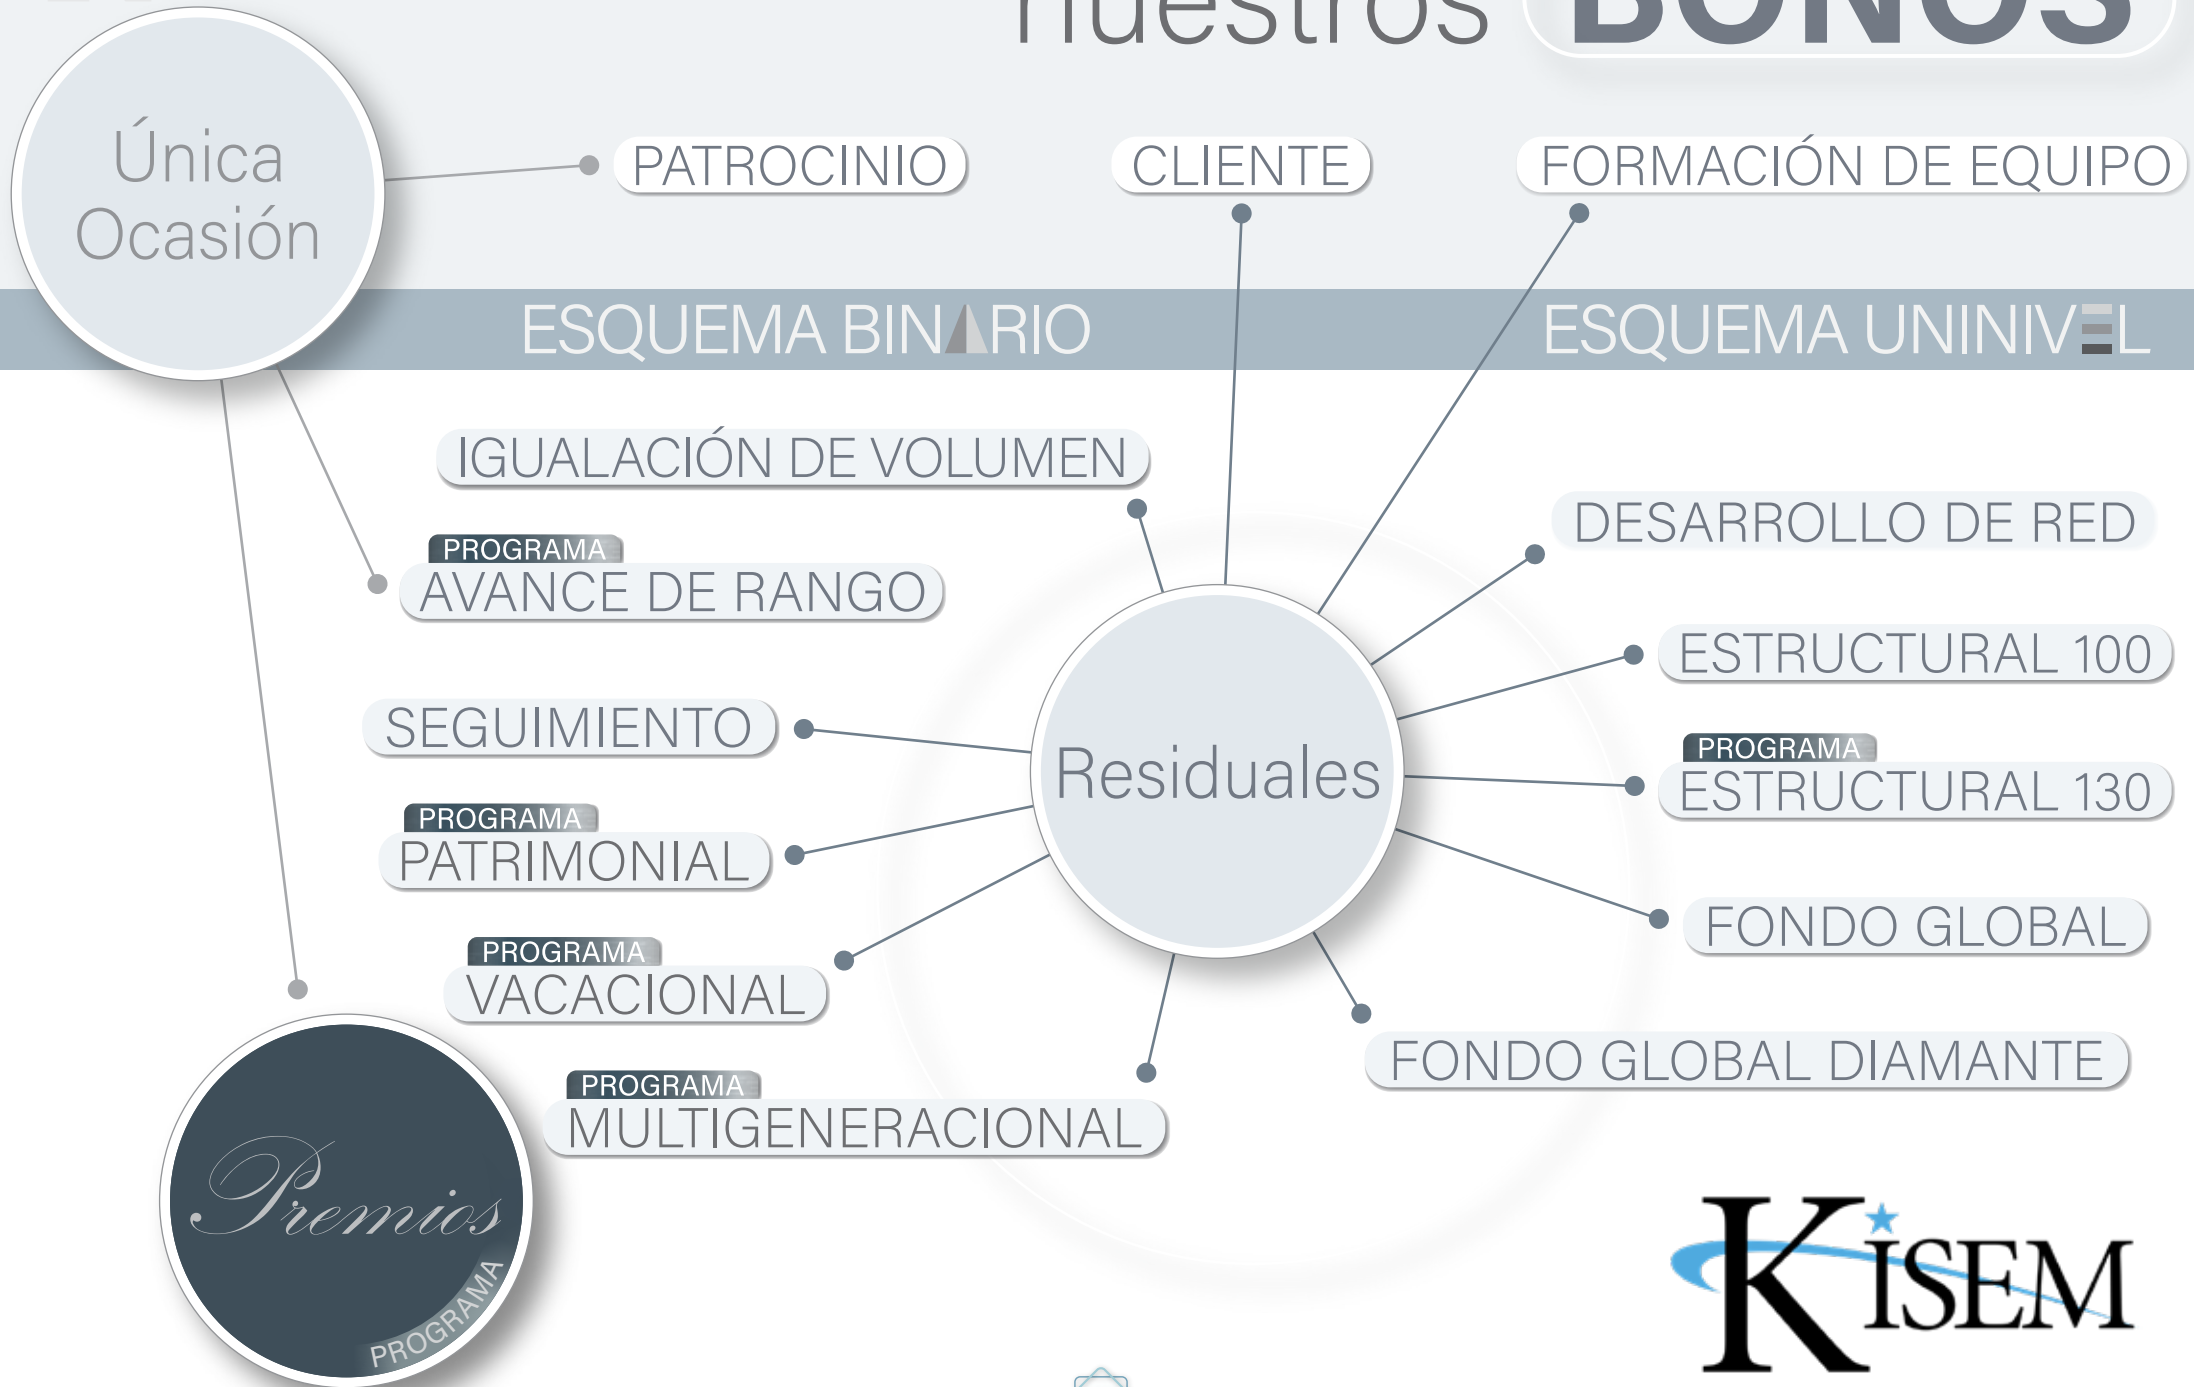 nuestros BONOS
Única
Ocasión
PATROCINIO
CLIENTE
FORMACIÓN DE EQUIPO
ESQUEMA BINARIO
ESQUEMA UNINIVEL
IGUALACIÓN DE VOLUMEN
PROGRAMA
AVANCE DE RANGO
SEGUIMIENTO
PROGRAMA
PATRIMONIAL
PROGRAMA
VACACIONAL
PROGRAMA
MULTIGENERACIONAL
Residuales
DESARROLLO DE RED
ESTRUCTURAL 100
PROGRAMA
ESTRUCTURAL 130
FONDO GLOBAL
FONDO GLOBAL DIAMANTE
Premios
PROGRAMA
KISEM